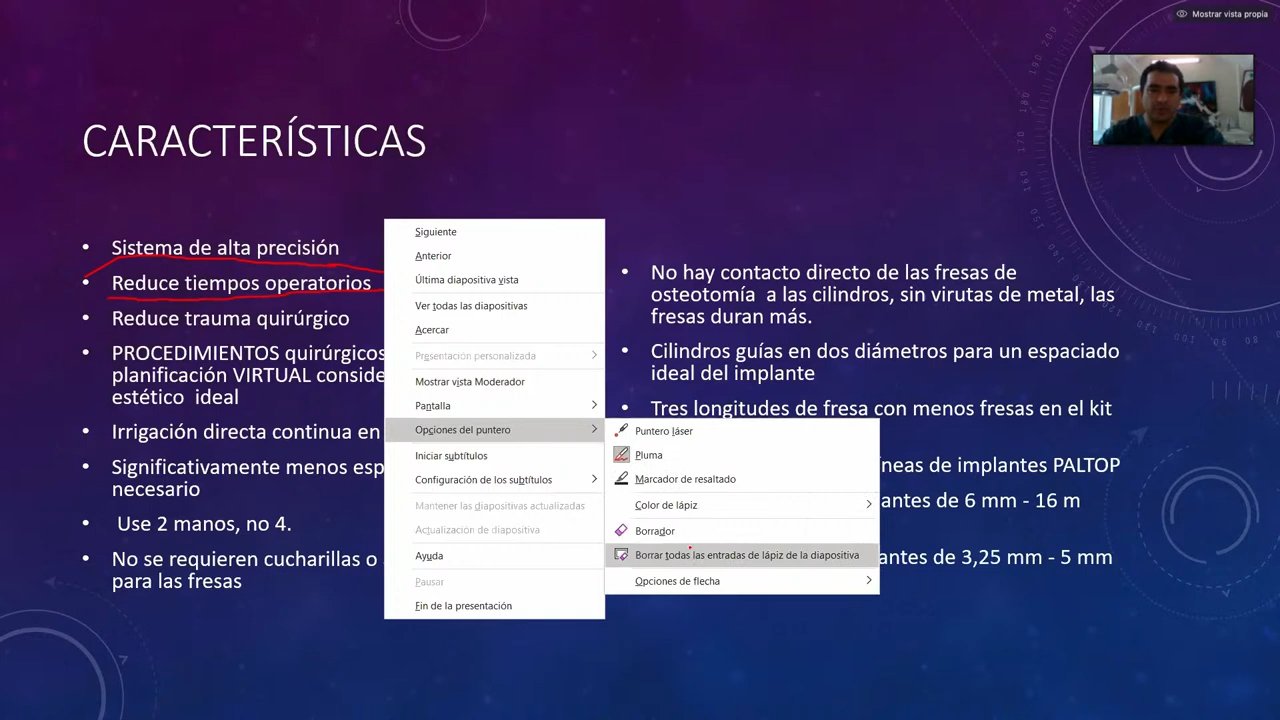 Mostrar vista propia
CARACTERÍSTICAS
• Sistema de alta precisión
• Reduce tiempos operatorios
• Reduce trauma quirúrgico
• PROCEDIMIENTOS quirúrgicos
planificación VIRTUAL conside
estético ideal
• Irrigación directa continua en
• Significativamente menos esp
necesario
• Use 2 manos, no 4.
• No se requieren cucharillas o
para las fresas
Siguiente
Anterior
Última diapositiva vista
Ver todas las diapositivas
Acercar
Presentación personalizada
Mostrar vista Moderador
Pantalla
Opciones del puntero
Iniciar subtítulos
Configuración de los subtítulos
Mantener las diapositivas actualizadas
Actualización de diapositiva
Ayuda
Pausar
Fin de la presentación
Puntero láser
Pluma
Marcador de resaltado
Color de lápiz
Borrador
Borrar todas las entradas de lápiz de la diapositiva
Opciones de flecha
• No hay contacto directo de las fresas de
osteotomía a las cilindros, sin virutas de metal, las
fresas duran más.
• Cilindros guías en dos diámetros para un espaciado
ideal del implante
• Tres longitudes de fresa con menos fresas en el kit
íneas de implantes PALTOP
antes de 6 mm - 16 m
antes de 3,25 mm - 5 mm